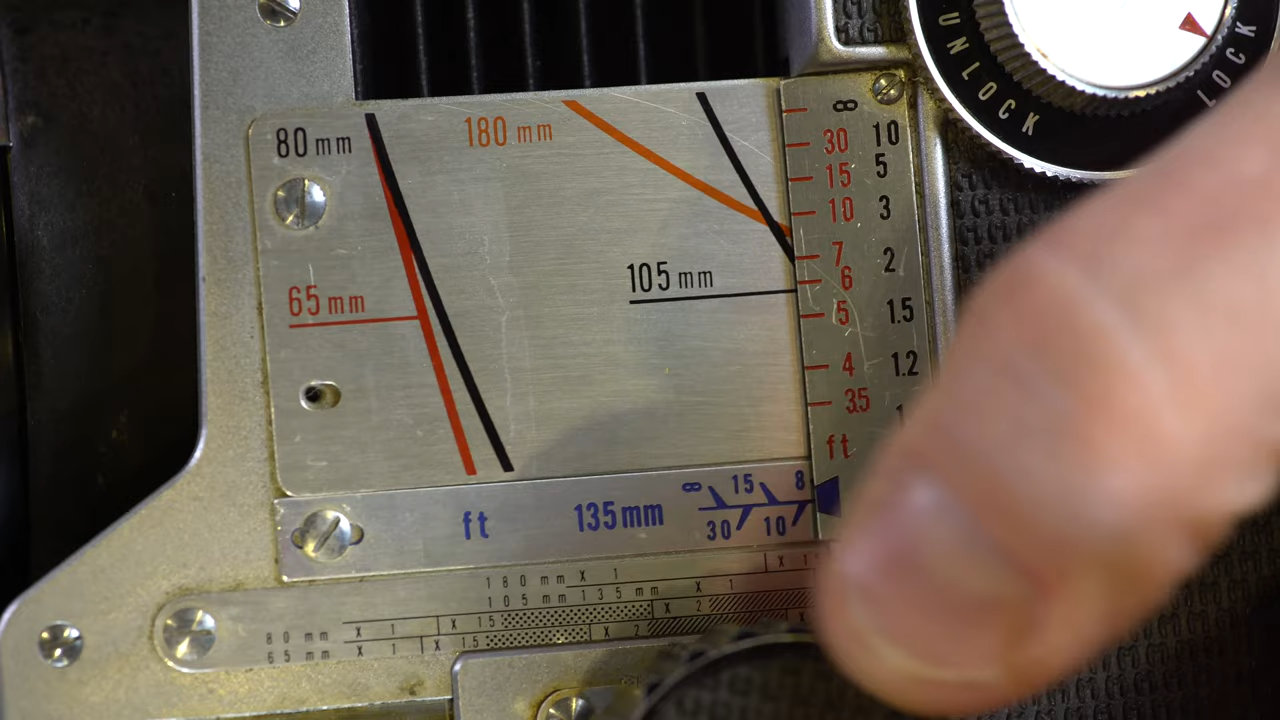 UNLOCK
LOCK
80 mm
180 mm
65 mm
105 mm
∞
30 10
15 5
10 3
7 2
6
5 1.5
4 1.2
3.5
ft
ft 135mm
∞ 15 8
30 10
180 mm X 1 X 1
105 mm 135 mm X 1
80 mm X 1 X 1.5 X 2
65 mm X 1 X 1.5 X 2